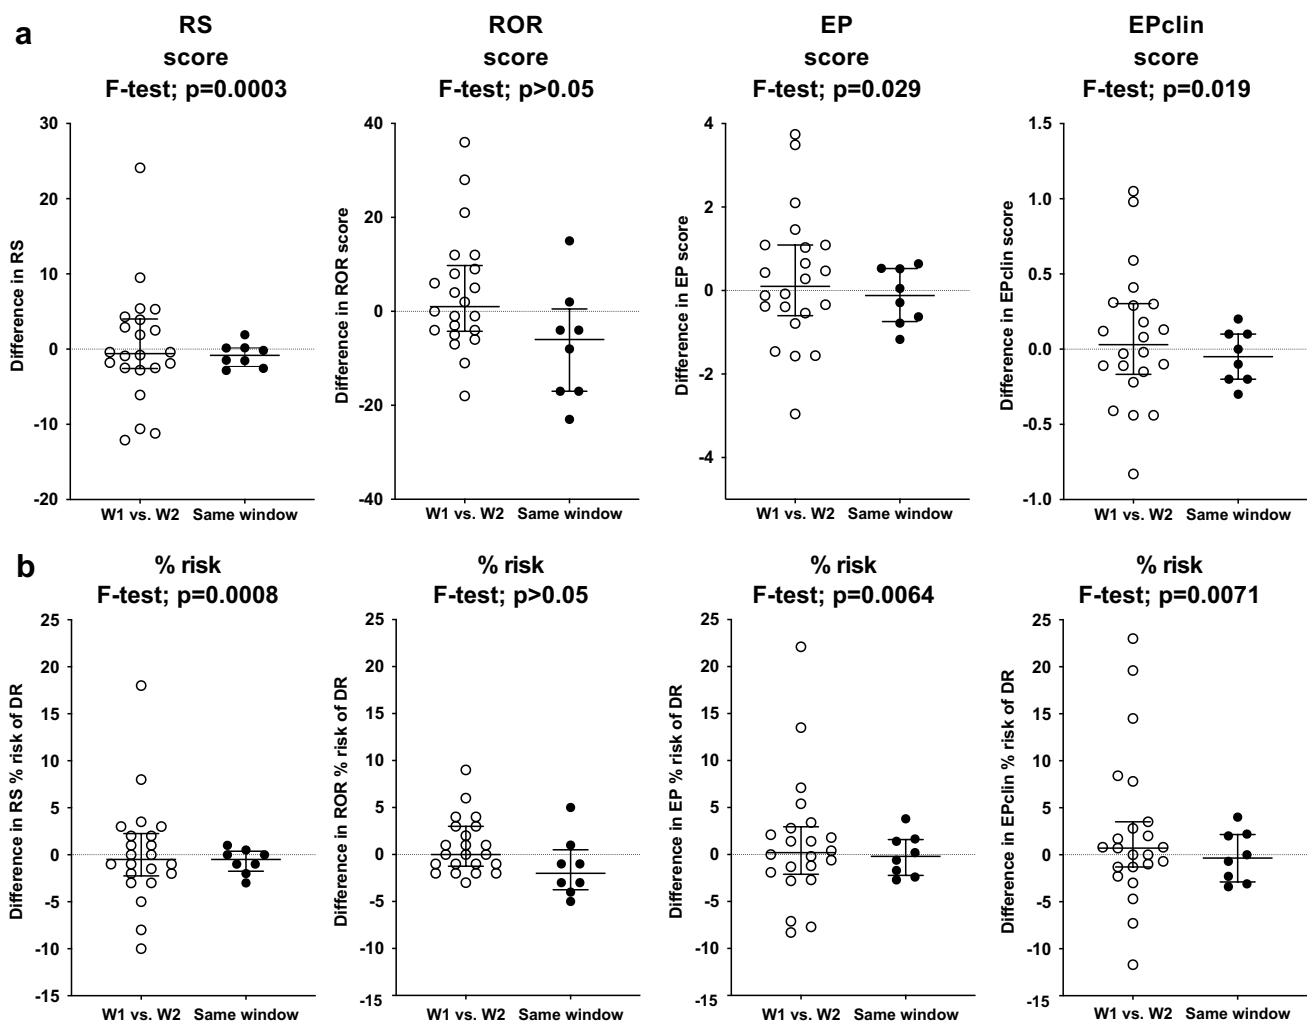 a
RS
score
F-test; p=0.0003
ROR
score
F-test; p>0.05
EP
score
F-test; p=0.029
EPclin
score
F-test; p=0.019
Difference in RS
30
20
10
0
-10
-20
W1 vs. W2 Same window
Difference in ROR score
40
20
0
-20
-40
W1 vs. W2 Same window
Difference in EP score
4
2
0
-2
-4
W1 vs. W2 Same window
Difference in EPclin score
1.5
1.0
0.5
0.0
-0.5
-1.0
W1 vs. W2 Same window
b
% risk
F-test; p=0.0008
% risk
F-test; p>0.05
% risk
F-test; p=0.0064
% risk
F-test; p=0.0071
Difference in RS % risk of DR
25
20
15
10
5
0
-5
-10
-15
W1 vs. W2 Same window
Difference in ROR % risk of DR
25
20
15
10
5
0
-5
-10
-15
W1 vs. W2 Same window
Difference in EP % risk of DR
25
20
15
10
5
0
-5
-10
-15
W1 vs. W2 Same window
Difference in EPclin % risk of DR
25
20
15
10
5
0
-5
-10
-15
W1 vs. W2 Same window